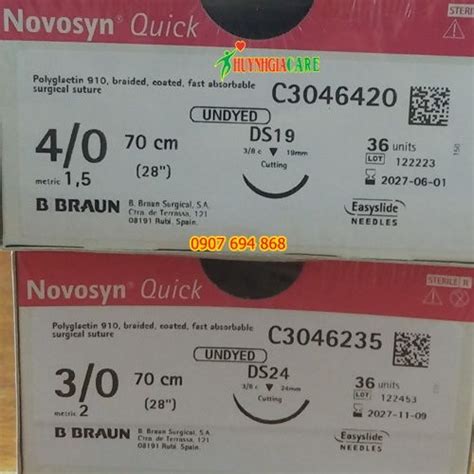 Novosyn® Quick
HUYNHGIACARE
STERILE
Polyglactin 910, braided, coated, fast absorbable
surgical suture
C3046420
UNDYED
4/0 70 cm
(28")
metric 1,5
DS19
3/8 c 19mm
Cutting
36 units
LOT 122223
2027-06-01
150
B BRAUN
B. Braun Surgical, S.A.
Ctra. de Terrassa, 121
08191 Rubí, Spain.
Easyslide
NEEDLES
0907 694 868
Novosyn® Quick
STERILE R
Polyglactin 910, braided, coated, fast absorbable
surgical suture
C3046235
UNDYED
3/0 70 cm
(28")
metric 2
DS24
3/8 c 24mm
Cutting
36 units
LOT 122453
2027-11-09
B BRAUN
B. Braun Surgical, S.A.
Ctra. de Terrassa, 121
08191 Rubí, Spain.
Easyslide
NEEDLES